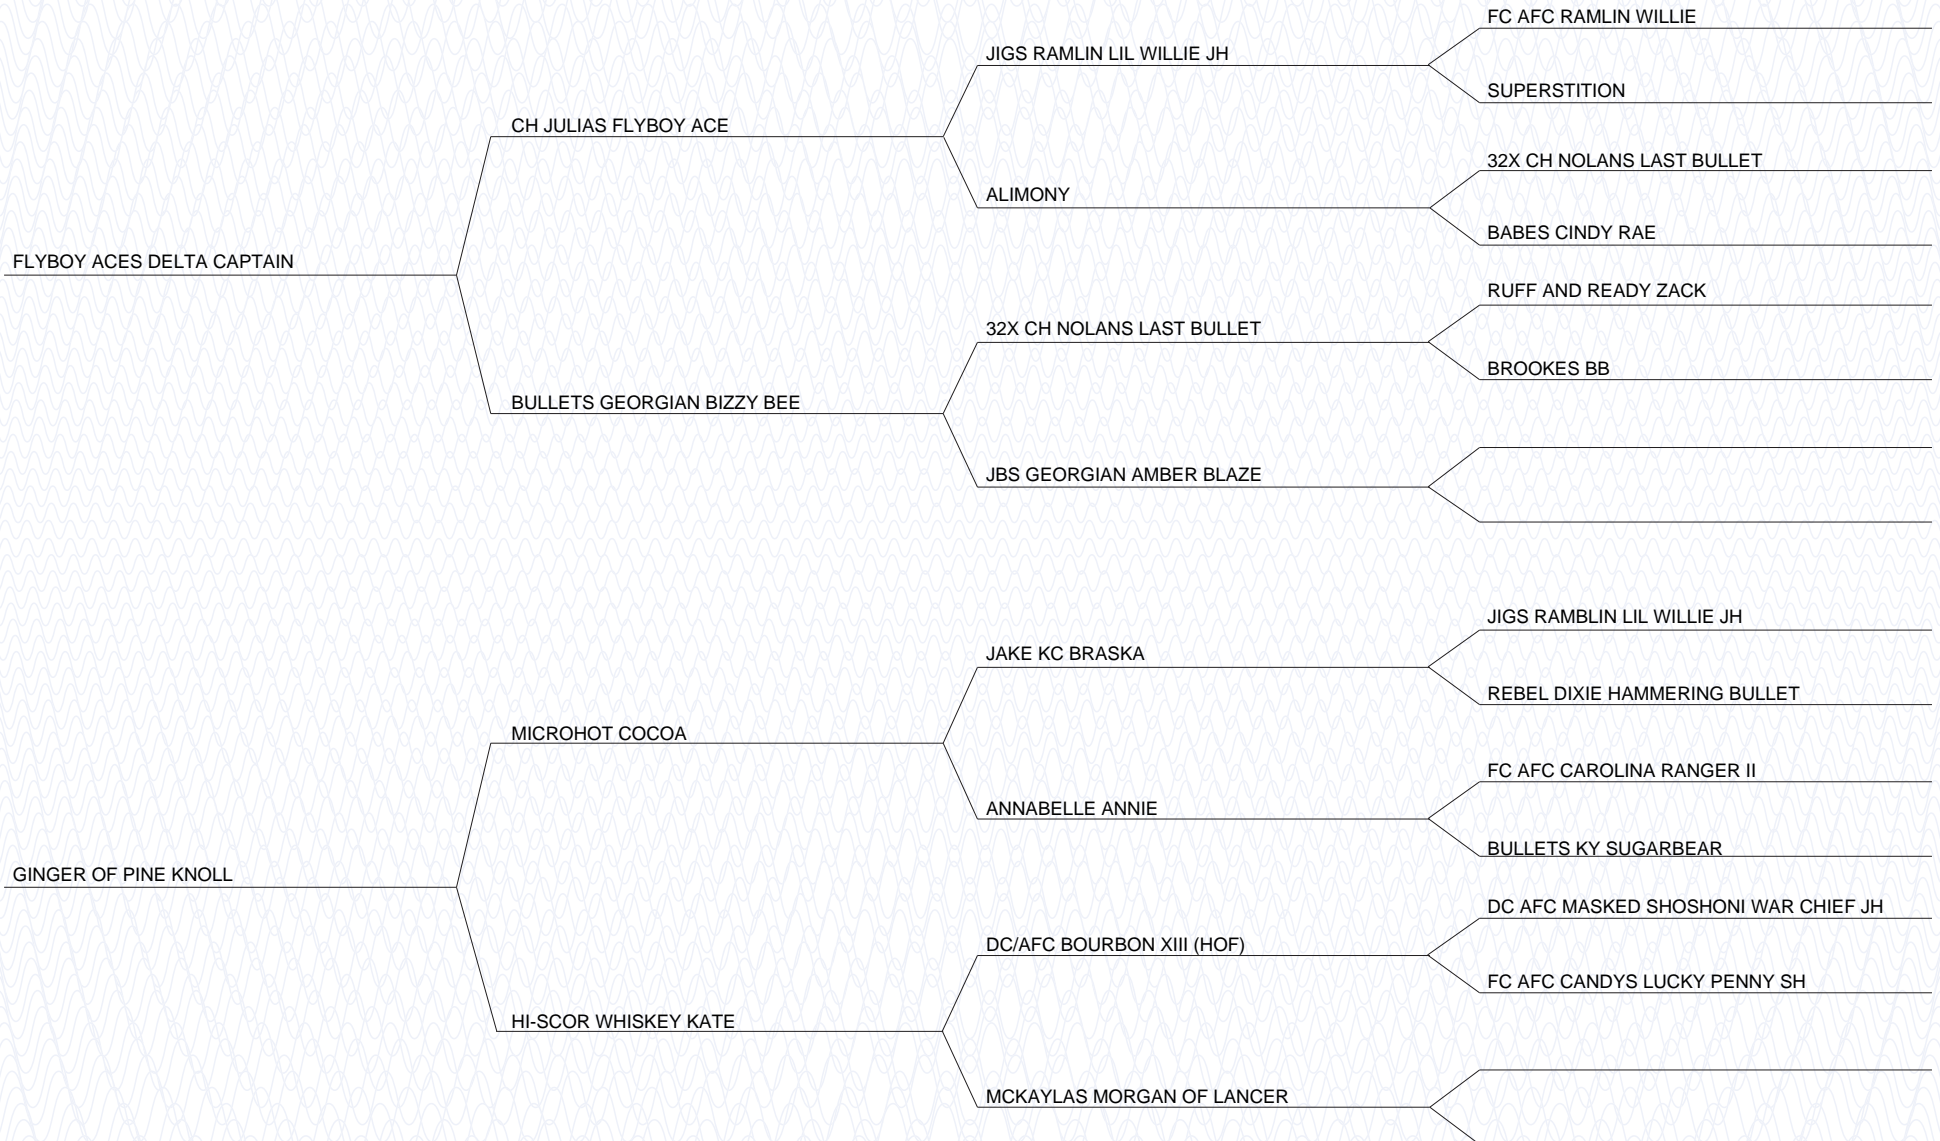 FC AFC RAMLIN WILLIE
JIGS RAMLIN LIL WILLIE JH
SUPERSTITION
CH JULIAS FLYBOY ACE
32X CH NOLANS LAST BULLET
ALIMONY
BABES CINDY RAE
FLYBOY ACES DELTA CAPTAIN
RUFF AND READY ZACK
32X CH NOLANS LAST BULLET
BROOKES BB
BULLETS GEORGIAN BIZZY BEE
JBS GEORGIAN AMBER BLAZE
JIGS RAMBLIN LIL WILLIE JH
JAKE KC BRASKA
REBEL DIXIE HAMMERING BULLET
MICROHOT COCOA
FC AFC CAROLINA RANGER II
ANNABELLE ANNIE
BULLETS KY SUGARBEAR
GINGER OF PINE KNOLL
DC AFC MASKED SHOSHONI WAR CHIEF JH
DC/AFC BOURBON XIII (HOF)
FC AFC CANDYS LUCKY PENNY SH
HI-SCOR WHISKEY KATE
MCKAYLAS MORGAN OF LANCER